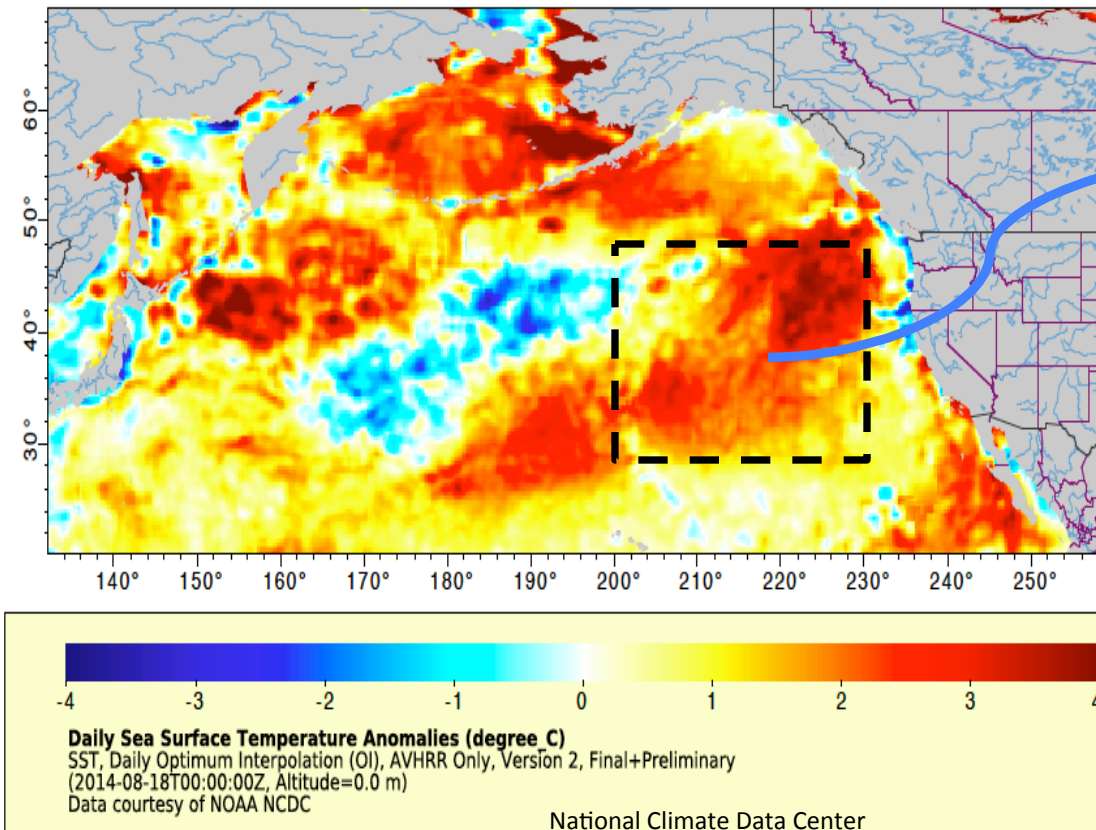 60°
50°
40°
30°
140° 150° 160° 170° 180° 190° 200° 210° 220° 230° 240° 250°
-4 -3 -2 -1 0 1 2 3 4
Daily Sea Surface Temperature Anomalies (degree_C)
SST, Daily Optimum Interpolation (OI), AVHRR Only, Version 2, Final+Preliminary
(2014-08-18T00:00:00Z, Altitude=0.0 m)
Data courtesy of NOAA NCDC
National Climate Data Center